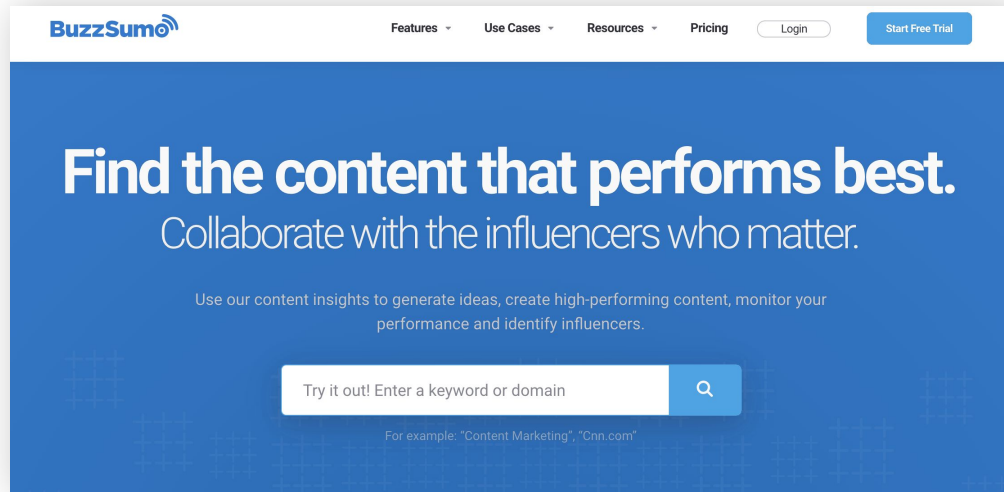 BuzzSumo
Features
Use Cases
Resources
Pricing
Login
Start Free Trial
Find the content that performs best.
Collaborate with the influencers who matter.
Use our content insights to generate ideas, create high-performing content, monitor your
performance and identify influencers.
Try it out! Enter a keyword or domain
For example: “Content Marketing”, “Cnn.com”